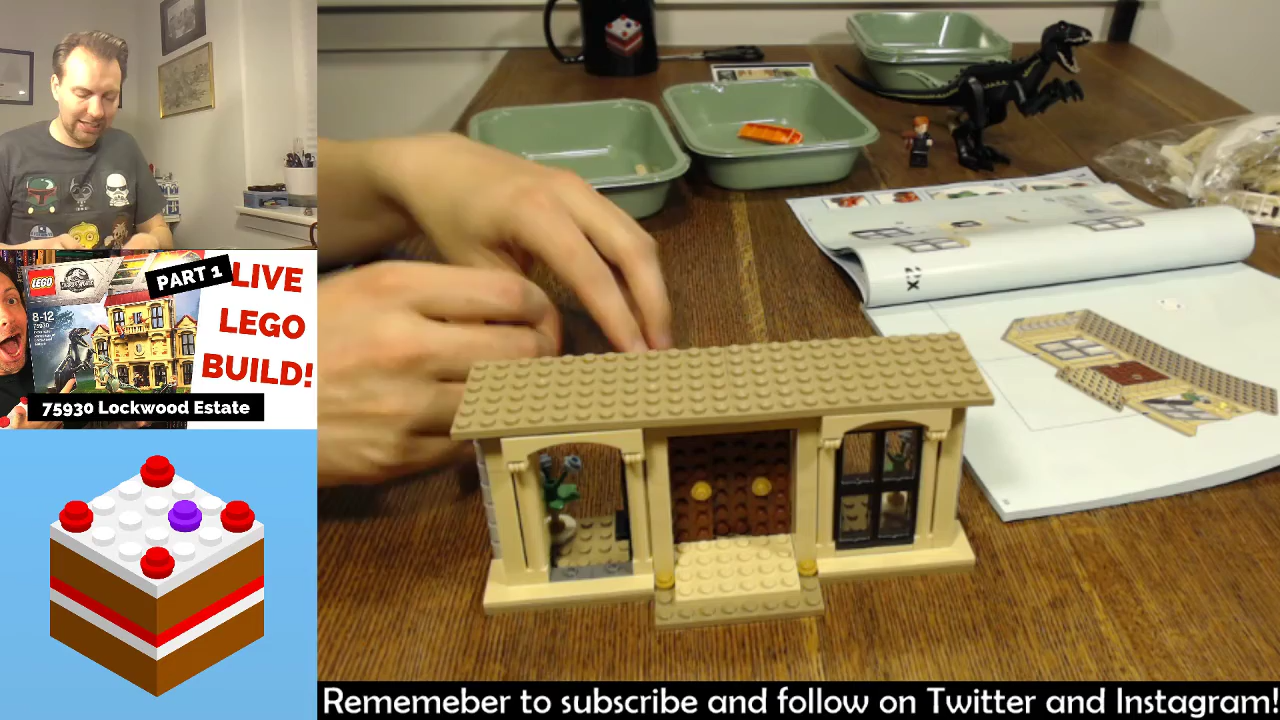 PART 1
LIVE
LEGO
BUILD!
LEGO
8-12
75930
75930 Lockwood Estate
2x
Rememeber to subscribe and follow on Twitter and Instagram!